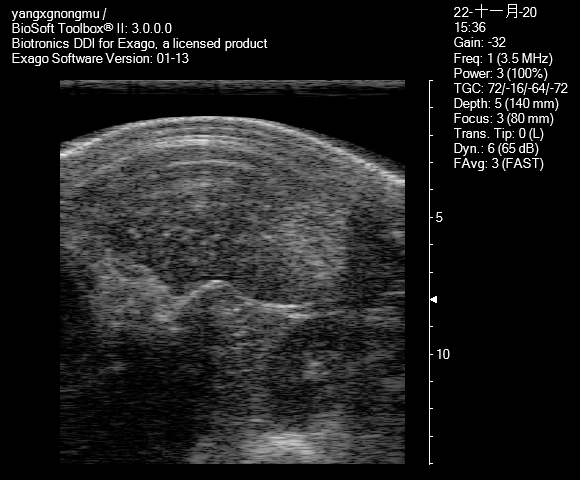 yangxgnongmu /
BioSoft Toolbox® II: 3.0.0.0
Biotronics DDI for Exago, a licensed product
Exago Software Version: 01-13
22-十一月-20
15:36
Gain: -32
Freq: 1 (3.5 MHz)
Power: 3 (100%)
TGC: 72/-16/-64/-72
Depth: 5 (140 mm)
Focus: 3 (80 mm)
Trans. Tip: 0 (L)
Dyn.: 6 (65 dB)
FAvg: 3 (FAST)
5
10